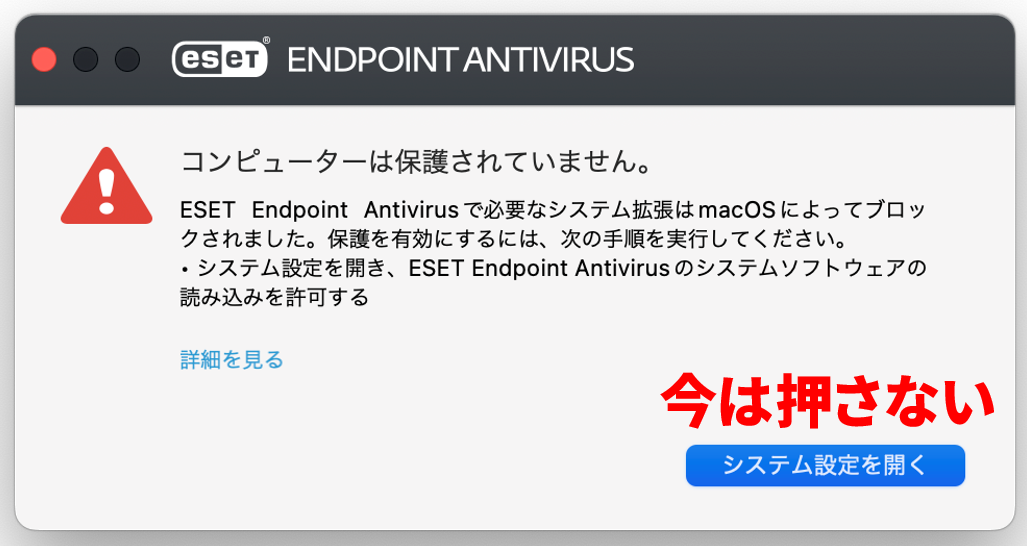 eseT® ENDPOINT ANTIVIRUS
コンピューターは保護されていません。
ESET Endpoint Antivirusで必要なシステム拡張はmacOSによってブロッ
クされました。保護を有効にするには、次の手順を実行してください。
• システム設定を開き、ESET Endpoint Antivirusのシステムソフトウェアの
読み込みを許可する
詳細を見る
今は押さない
システム設定を開く